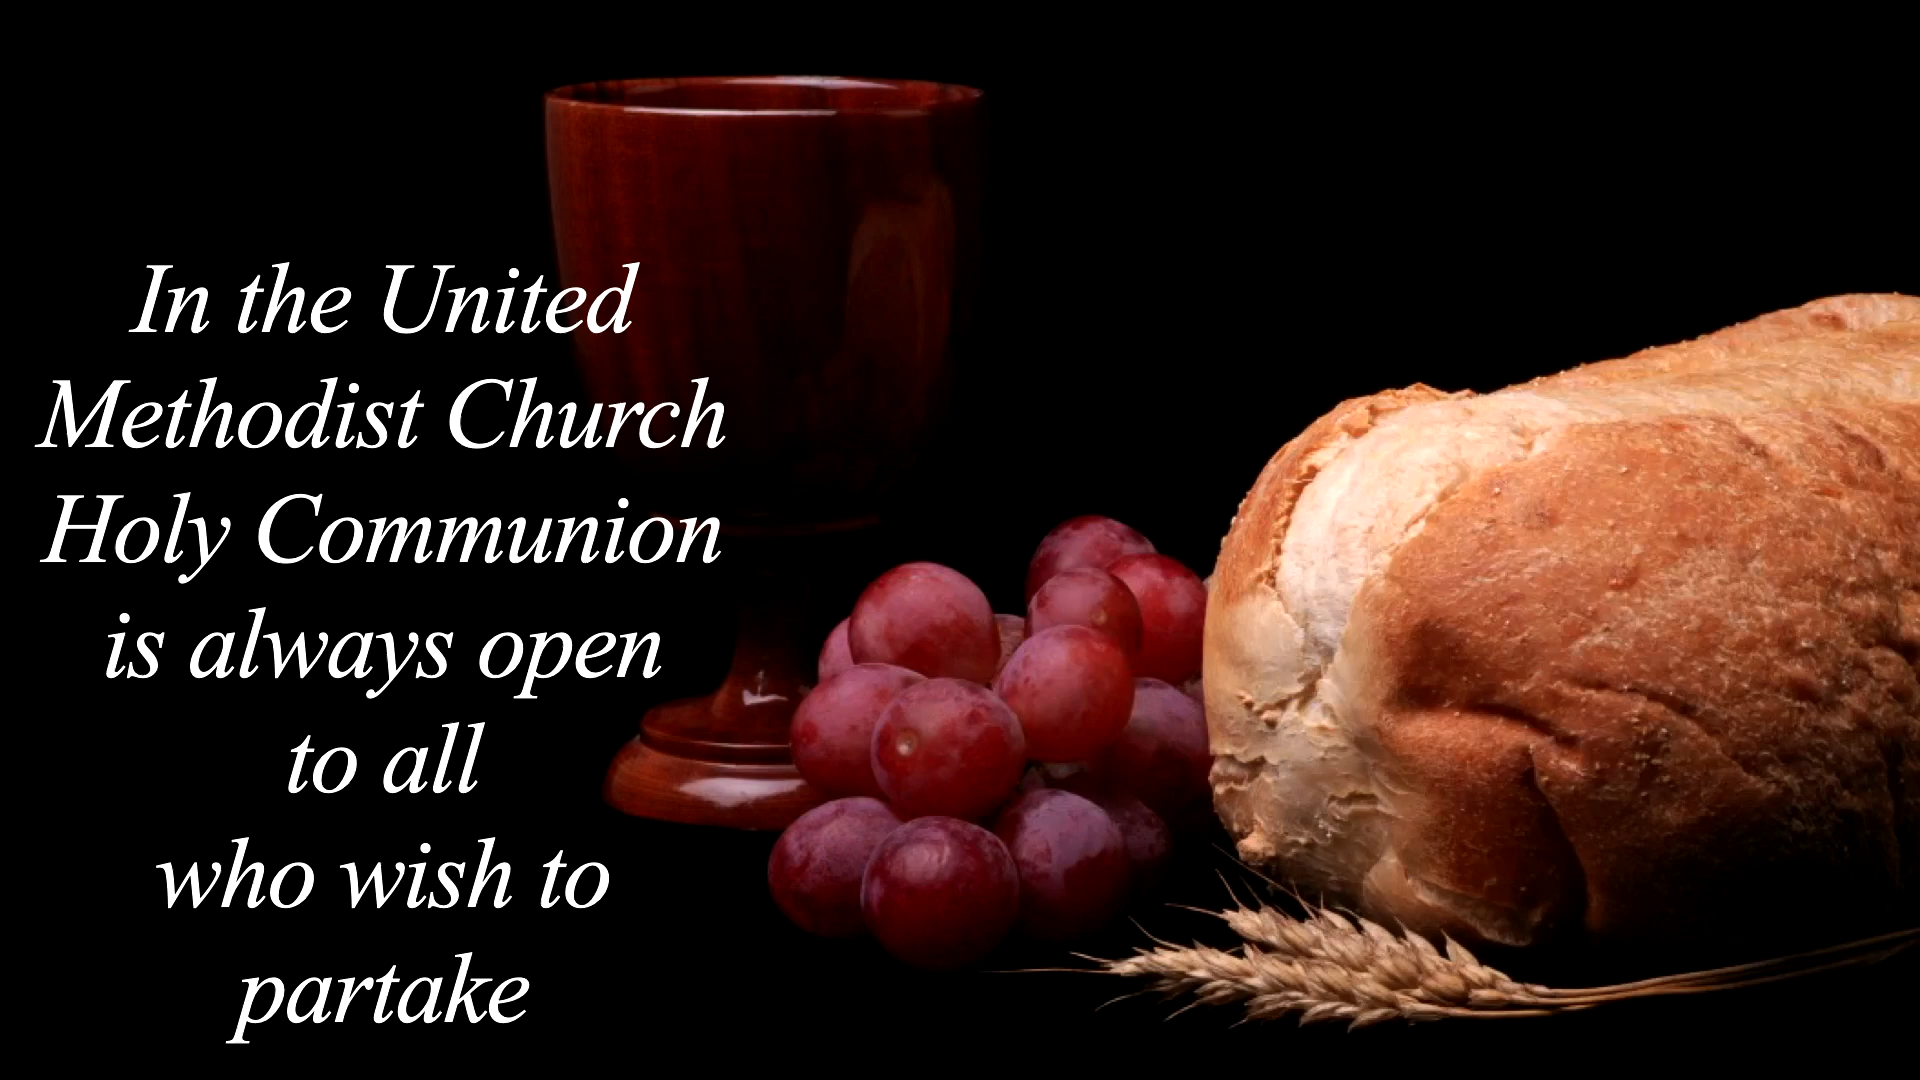 In the United
Methodist Church
Holy Communion
is always open
to all
who wish to
partake